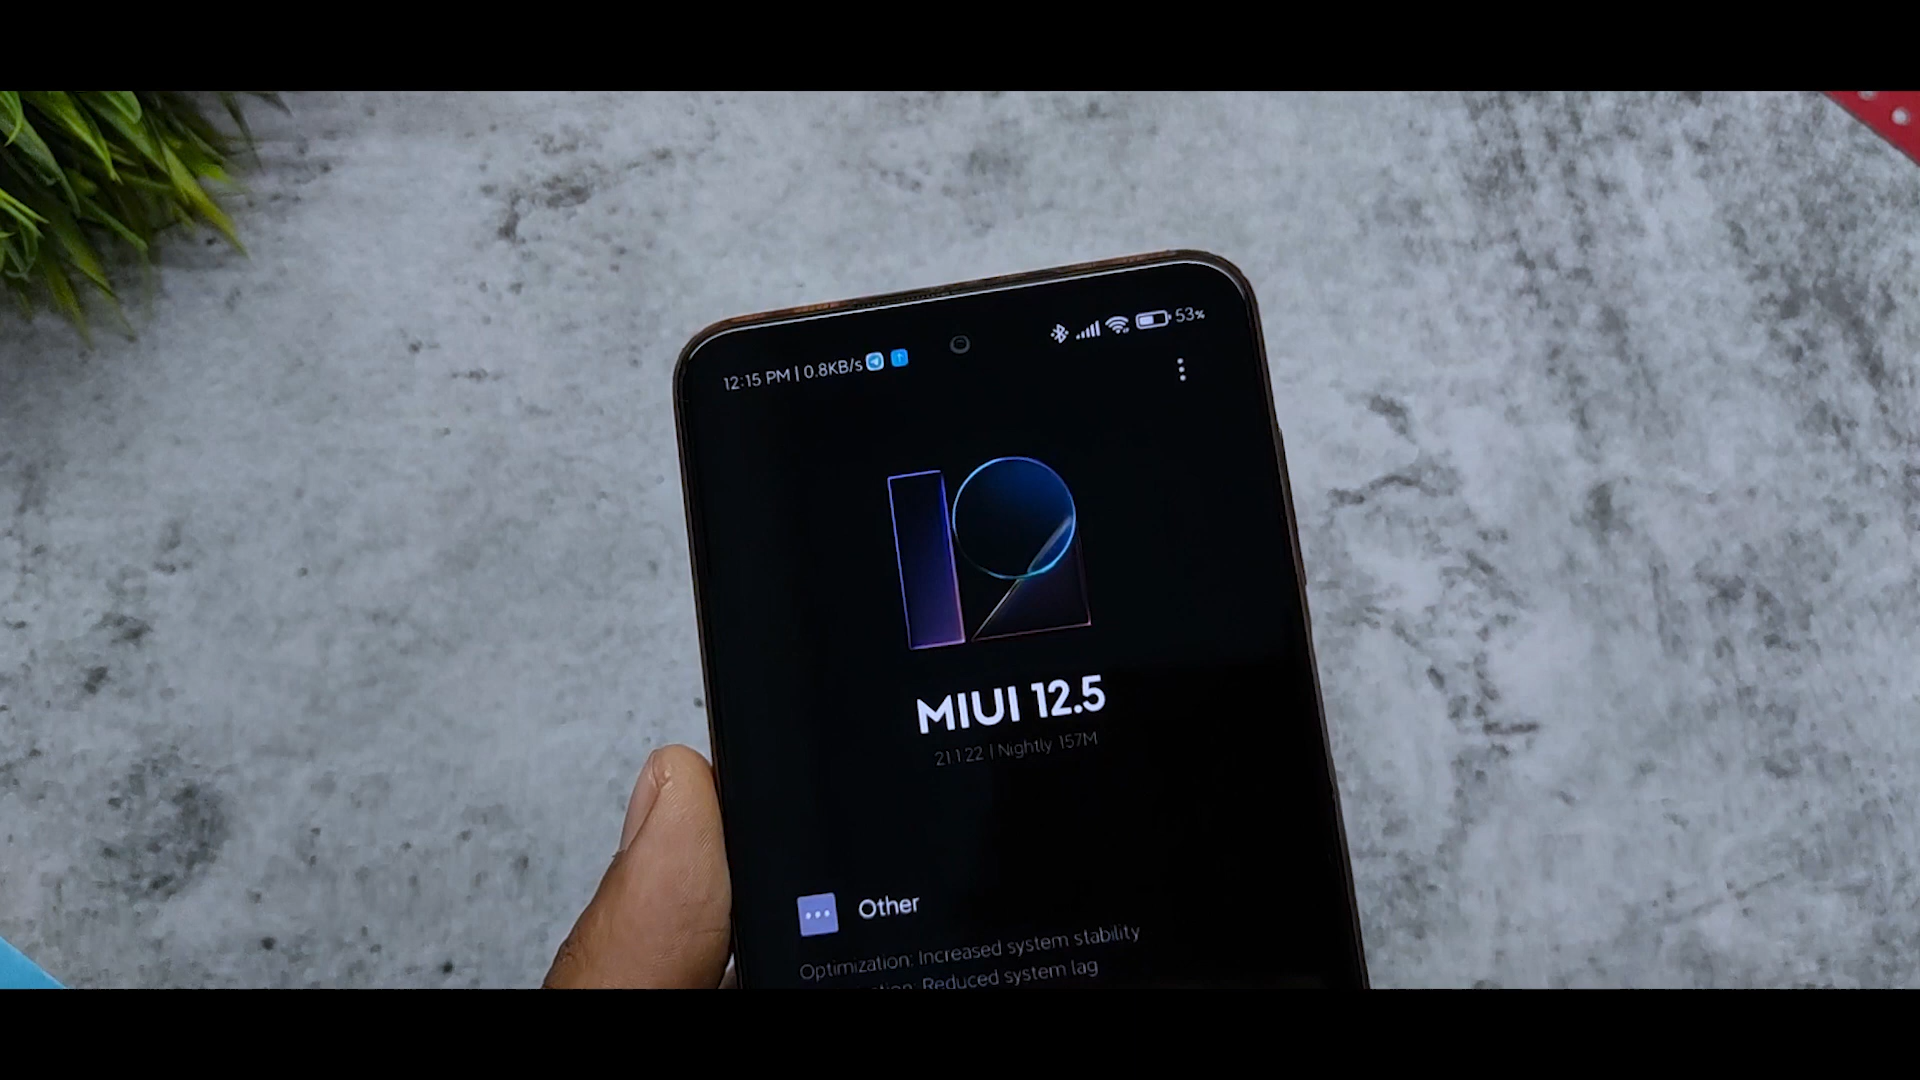 12:15 PM | 0.8KB/s 53%
12
MIUI 12.5
21.1.22 | Nightly 157M
Other
Optimization: Increased system stability
Reduced system lag